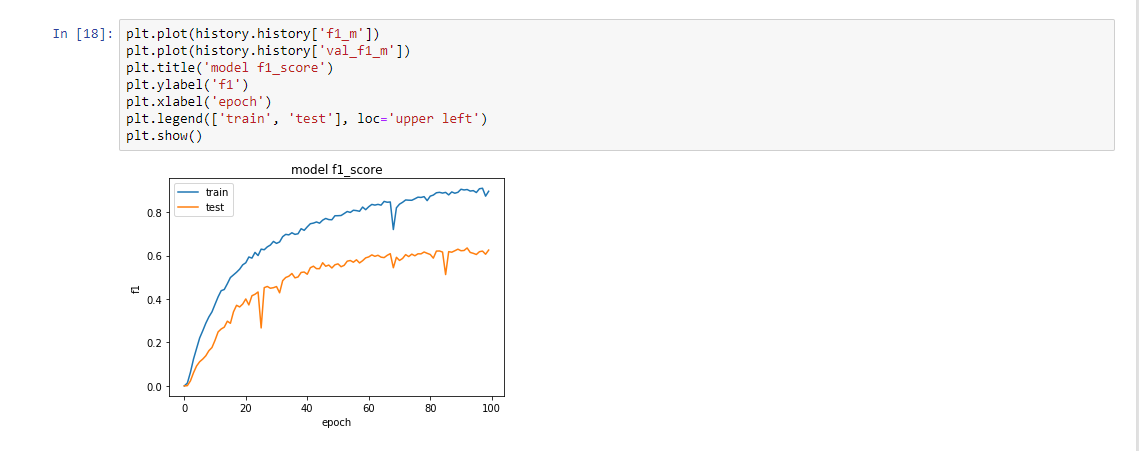 In [18]:
plt.plot(history.history['f1_m'])
plt.plot(history.history['val_f1_m'])
plt.title('model f1_score')
plt.ylabel('f1')
plt.xlabel('epoch')
plt.legend(['train', 'test'], loc='upper left')
plt.show()
model f1_score
train
test
f1
0.8
0.6
0.4
0.2
0.0
0 20 40 60 80 100
epoch